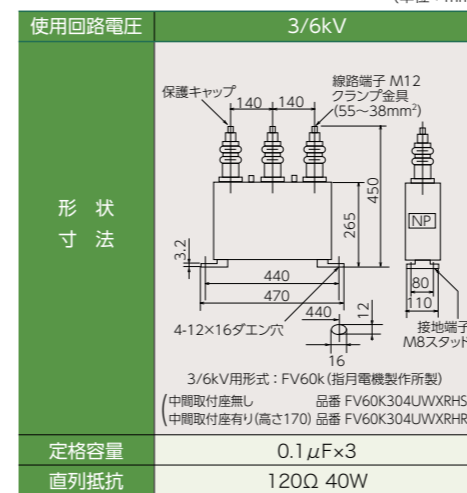 (単位:mm
使用回路電圧 3/6kV
形 状
寸 法
保護キャップ
線路端子 M12
クランプ金具
(55~38mm²)
140 140
450
265
3.2
440
470
NP
80
110
4-12×16ダエン穴
440
12
16
接地端子
M8スタッド
3/6kV用形式:FV60k(指月電機製作所製)
(中間取付座無し 品番 FV60K304UWXRHS
中間取付座有り(高さ170) 品番 FV60K304UWXRHR
定格容量 0.1μF×3
直列抵抗 120Ω 40W